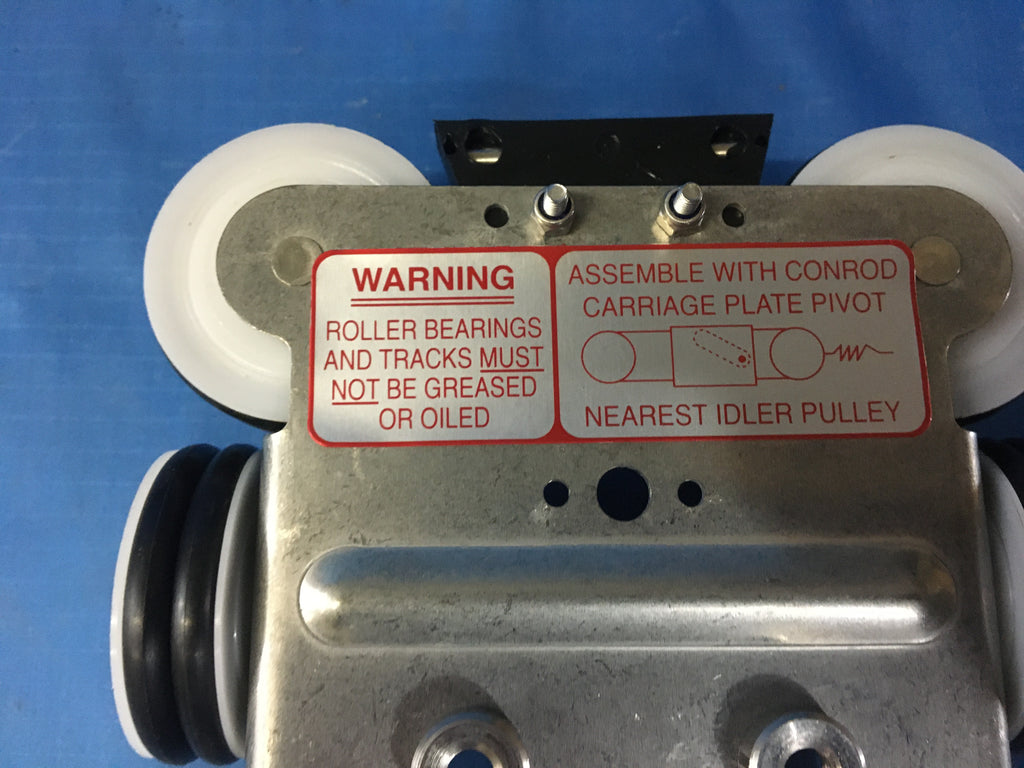 WARNING
ROLLER BEARINGS
AND TRACKS MUST
NOT BE GREASED
OR OILED
ASSEMBLE WITH CONROD
CARRIAGE PLATE PIVOT
NEAREST IDLER PULLEY